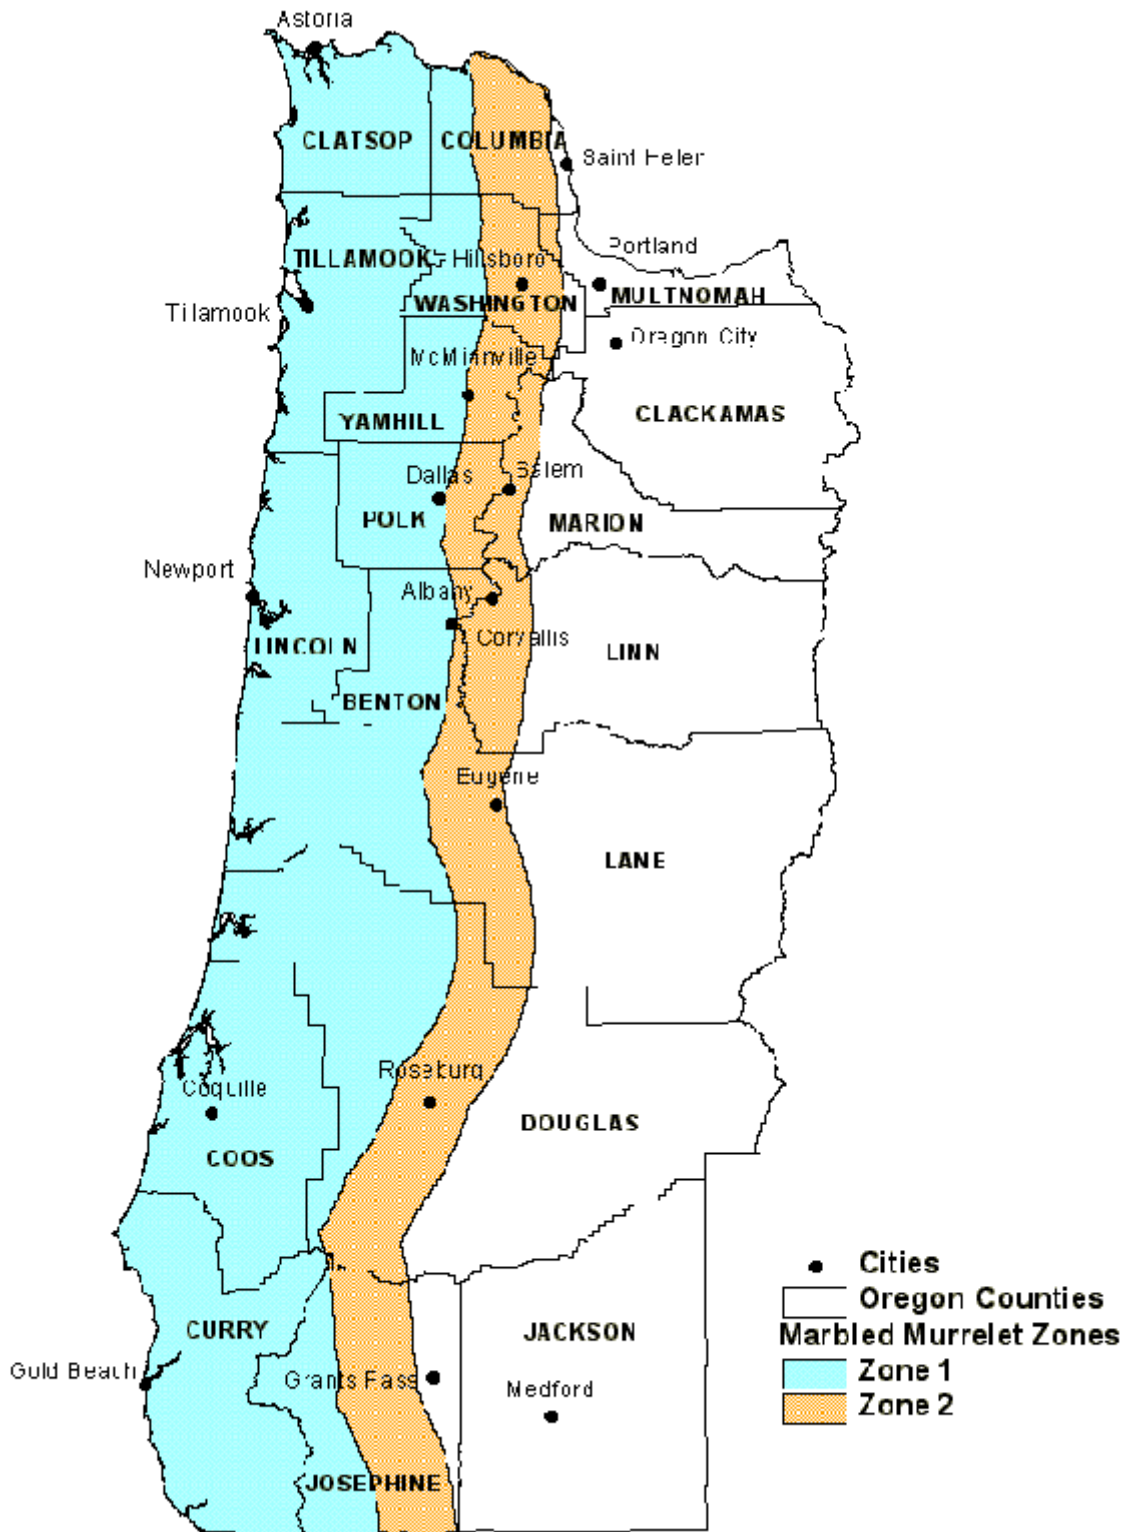 Astoria
CLATSOP
COLUMBIA
Saint Helen
Portland
TILLAMOOK
Hillsboro
WASHINGTON
MULTNOMAH
Tillamook
Oregon City
McMinnville
YAMHILL
CLACKAMAS
Dallas
Salem
POLK
MARION
Newport
Albany
Corvallis
LINCOLN
LINN
BENTON
Eugene
LANE
Roseburg
Coquille
DOUGLAS
COOS
Cities
Oregon Counties
Marbled Murrelet Zones
Zone 1
Zone 2
CURRY
JACKSON
Gold Beach
Grants Pass
Medford
JOSEPHINE